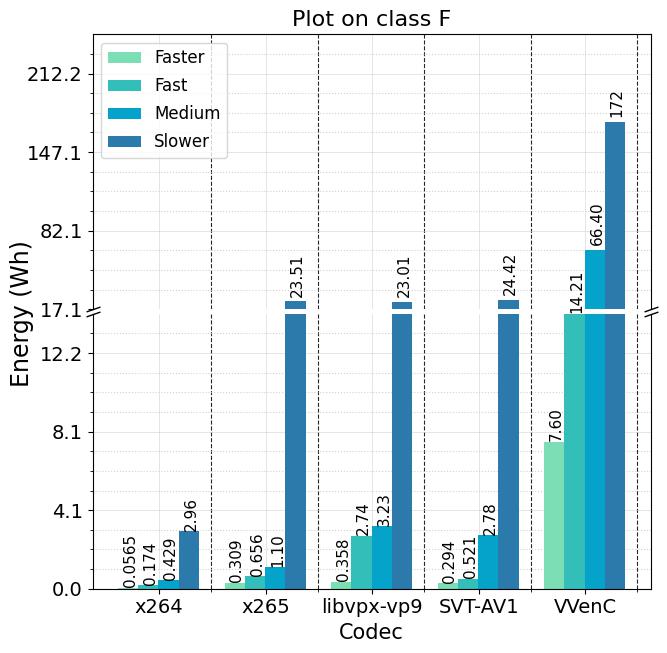 Plot on class F
Faster
Fast
Medium
Slower
Energy (Wh)
212.2
147.1
82.1
17.1
12.2
8.1
4.1
0.0
0.0565
0.174
0.429
2.96
0.309
0.656
1.10
23.51
0.358
2.74
3.23
23.01
0.294
0.521
2.78
24.42
7.60
14.21
66.40
172
x264
x265
libvpx-vp9
SVT-AV1
VVenC
Codec